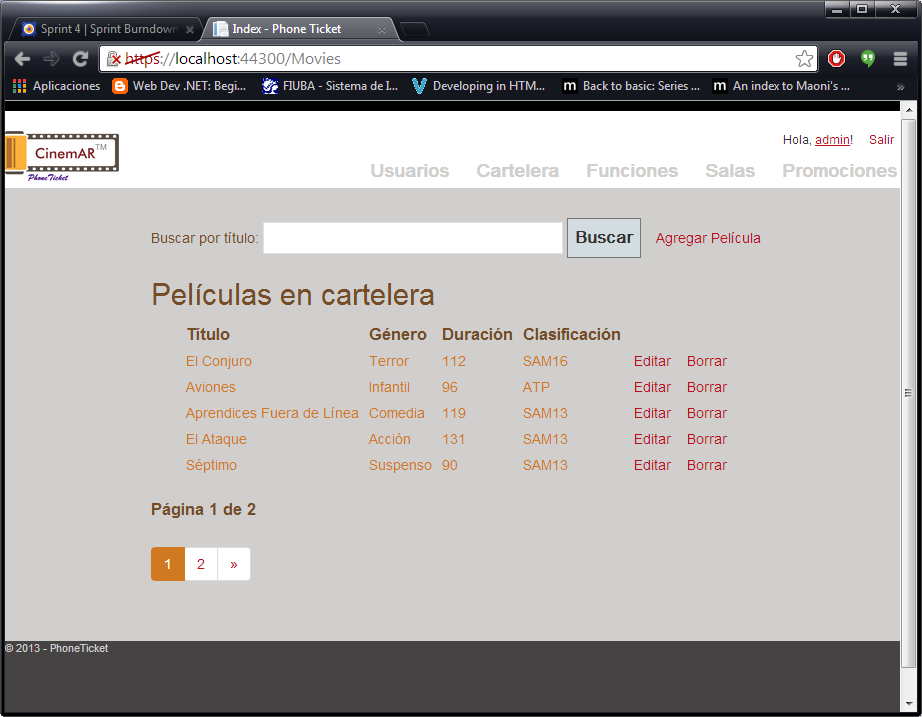 Sprint 4 | Sprint Burndown
Index - Phone Ticket
https://localhost:44300/Movies
Aplicaciones
Web Dev .NET: Begi...
FIUBA - Sistema de I...
Developing in HTM...
m Back to basic: Series ...
m An index to Maoni's ...
»
CinemAR™
PhoneTicket
Hola, admin! Salir
Usuarios Cartelera Funciones Salas Promociones
Buscar por título: Buscar Agregar Película
Películas en cartelera
Título Género Duración Clasificación
El Conjuro Terror 112 SAM16 Editar Borrar
Aviones Infantil 96 ATP Editar Borrar
Aprendices Fuera de Línea Comedia 119 SAM13 Editar Borrar
El Ataque Acción 131 SAM13 Editar Borrar
Séptimo Suspenso 90 SAM13 Editar Borrar
Página 1 de 2
1 2 »
© 2013 - PhoneTicket